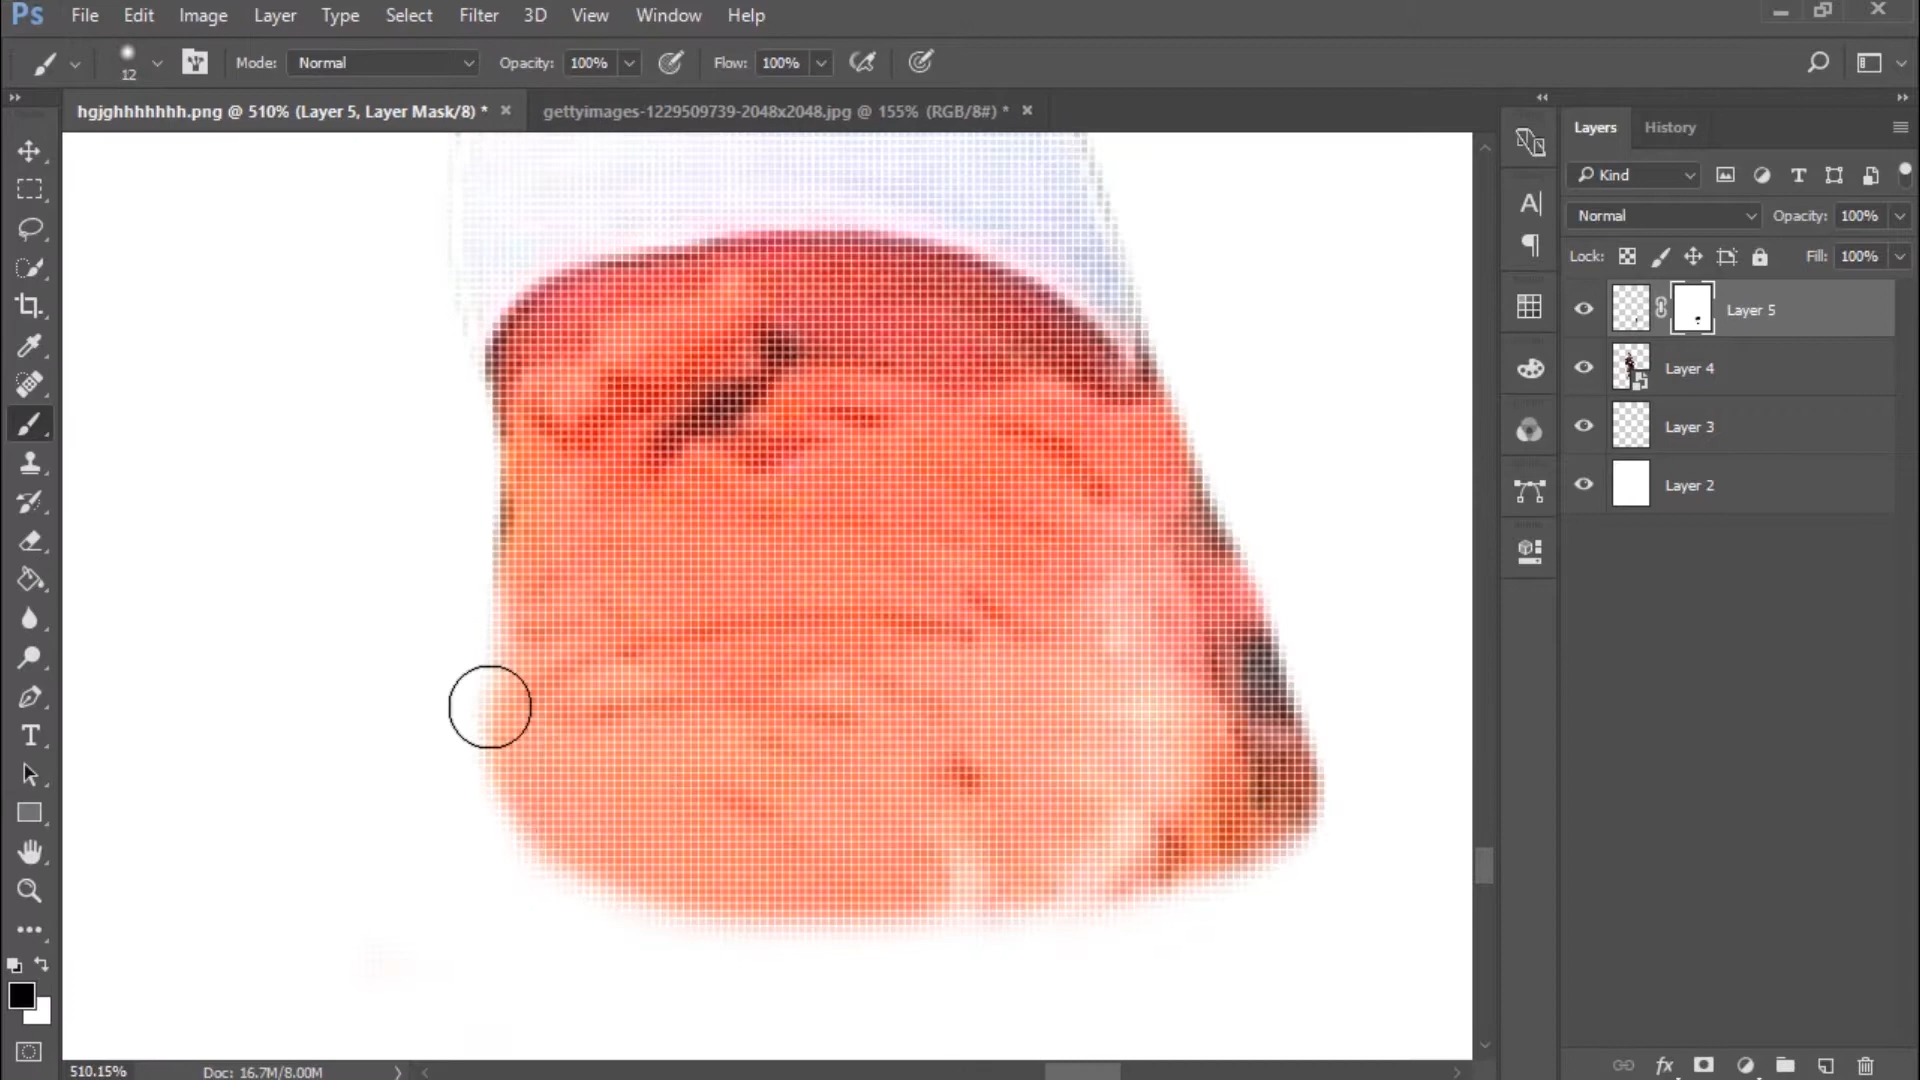 Ps File Edit Image Layer Type Select Filter 3D View Window Help
12 Mode: Normal Opacity: 100% Flow: 100%
hgjghhhhhhh.png @ 510% (Layer 5, Layer Mask/8) * gettyimages-1229509739-2048x2048.jpg @ 155% (RGB/8#) *
Layers History
Kind
Normal Opacity: 100%
Lock: Fill: 100%
Layer 5
Layer 4
Layer 3
Layer 2
510.15% Doc: 16.7M/8.00M